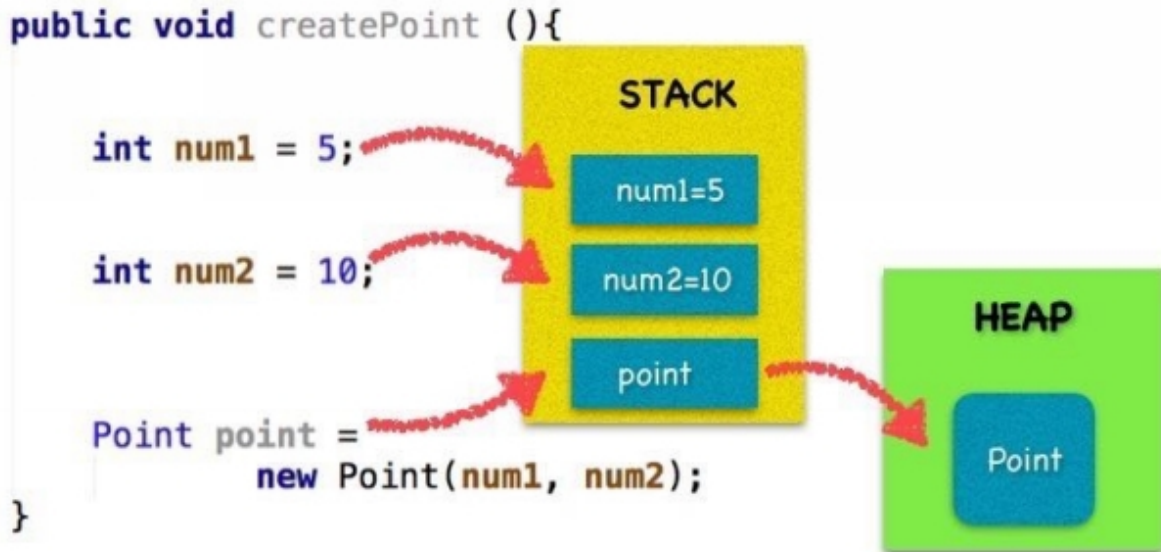 public void createPoint (){
STACK
int num1 = 5;
num1=5
int num2 = 10;
num2=10
HEAP
point
Point point =
Point
new Point(num1, num2);
}